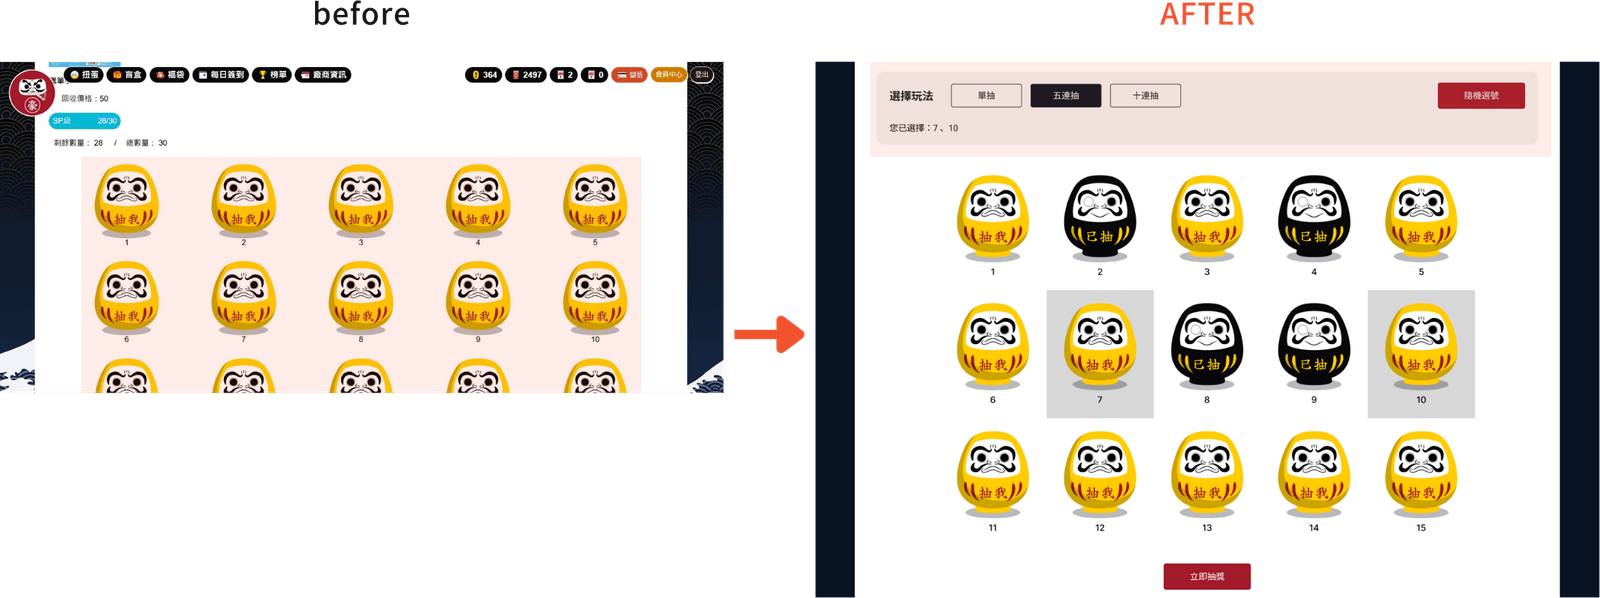 before
AFTER
扭蛋 盲盒 福袋 每日簽到 榜單 廠商資訊 364 2497 2 0 儲值 會員中心 登出
豪
回收價格：50
SP級 28/30
剩餘數量： 28 / 總數量： 30
抽我 抽我 抽我 抽我 抽我
1 2 3 4 5
抽我 抽我 抽我 抽我 抽我
6 7 8 9 10
選擇玩法 單抽 五連抽 十連抽 隨機選號
您已選擇：7、10
抽我 已抽 抽我 已抽 抽我
1 2 3 4 5
抽我 抽我 已抽 已抽 抽我
6 7 8 9 10
抽我 抽我 抽我 抽我 抽我
11 12 13 14 15
立即抽獎